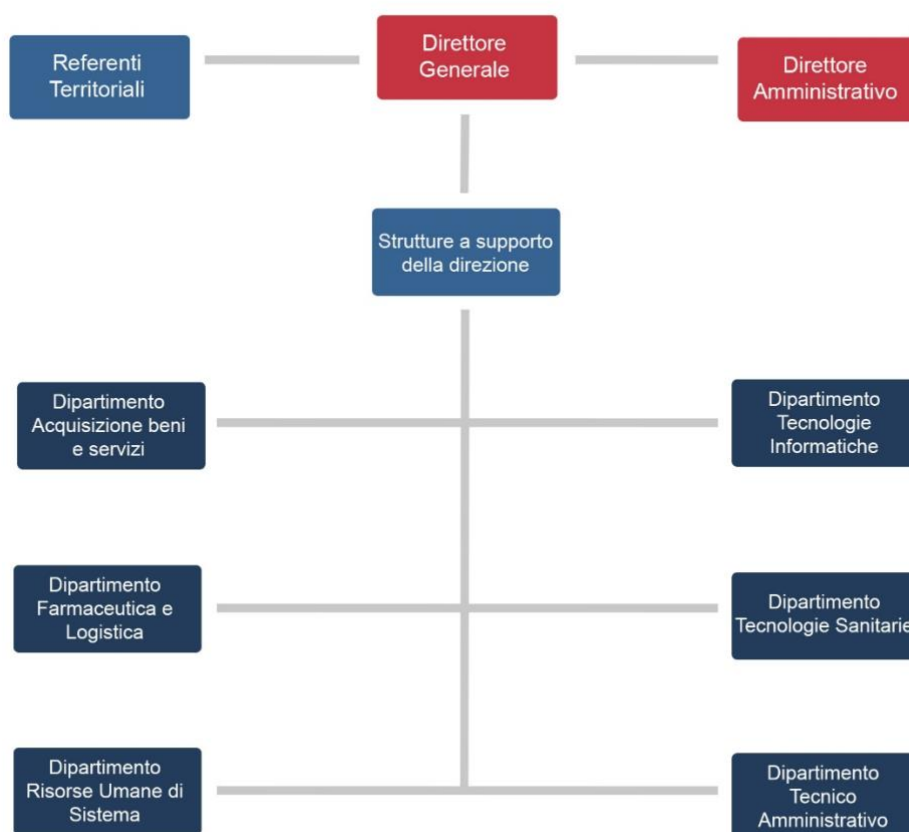 Referenti
Territoriali
Direttore
Generale
Direttore
Amministrativo
Strutture a supporto
della direzione
Dipartimento
Acquisizione beni
e servizi
Dipartimento
Tecnologie
Informatiche
Dipartimento
Farmaceutica e
Logistica
Dipartimento
Tecnologie Sanitarie
Dipartimento
Risorse Umane di
Sistema
Dipartimento
Tecnico
Amministrativo